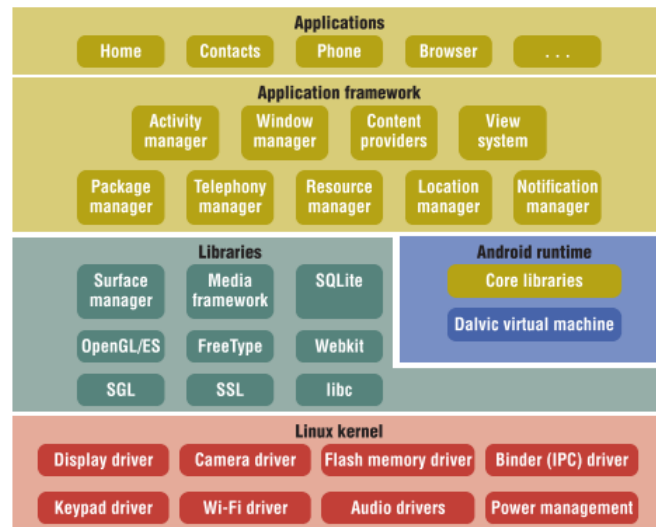 Applications
Home Contacts Phone Browser . . .
Application framework
Activity manager Window manager Content providers View system
Package manager Telephony manager Resource manager Location manager Notification manager
Libraries
Surface manager Media framework SQLite
OpenGL/ES FreeType Webkit
SGL SSL libc
Android runtime
Core libraries
Dalvic virtual machine
Linux kernel
Display driver Camera driver Flash memory driver Binder (IPC) driver
Keypad driver Wi-Fi driver Audio drivers Power management